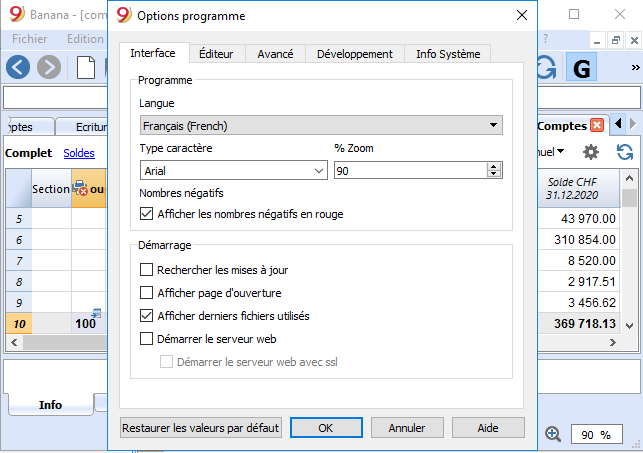 Banana - [com
Options programme
Fichier Edition
?
Interface Éditeur Avancé Développement Info Système
G
»
Programme
Langue
Français (French)
Type caractère % Zoom
Arial 90
Nombres négatifs
Afficher les nombres négatifs en rouge
Démarrage
Rechercher les mises à jour
Afficher page d'ouverture
Afficher derniers fichiers utilisés
Démarrer le serveur web
Démarrer le serveur web avec ssl
Restaurer les valeurs par défaut OK Annuler Aide
ptes Ecritur Comptes
Complet Soldes nuel
Section ou Solde CHF
31.12.2020
5 43 970.00
6 310 854.00
7 8 520.00
8 2 917.51
9 3 456.62
10 100 369 718.13
Info
90 %